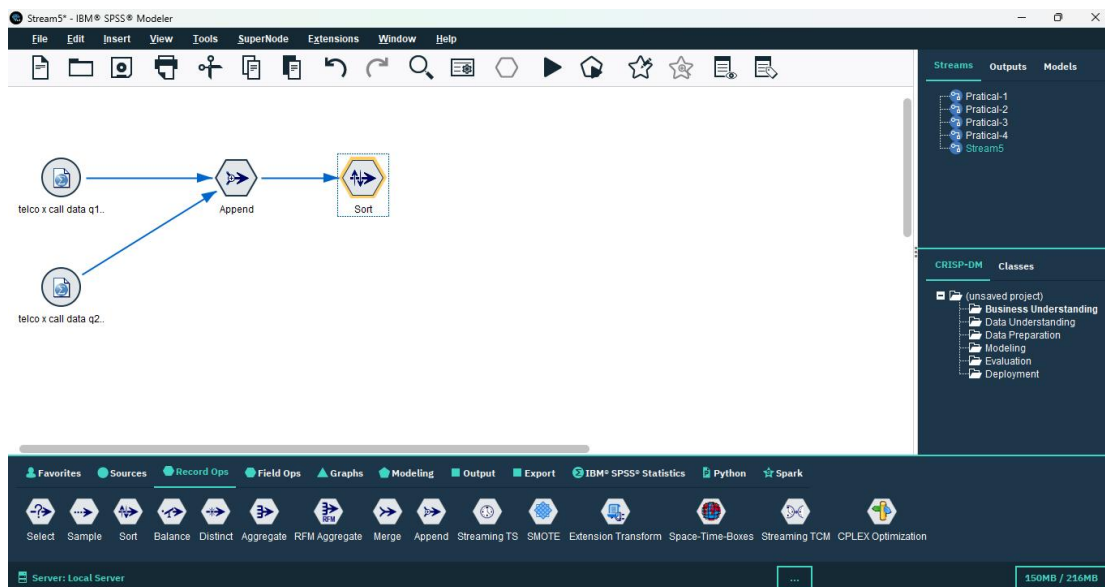 Stream5* - IBM® SPSS® Modeler
File Edit Insert View Tools SuperNode Extensions Window Help
Streams Outputs Models
Pratical-1
Pratical-2
Pratical-3
Pratical-4
Stream5
telco x call data q1..
Append
Sort
telco x call data q2..
CRISP-DM Classes
(unsaved project)
Business Understanding
Data Understanding
Data Preparation
Modeling
Evaluation
Deployment
Favorites Sources Record Ops Field Ops Graphs Modeling Output Export IBM® SPSS® Statistics Python Spark
RFM
Select Sample Sort Balance Distinct Aggregate RFM Aggregate Merge Append Streaming TS SMOTE Extension Transform Space-Time-Boxes Streaming TCM CPLEX Optimization
Server: Local Server ... 150MB / 216MB